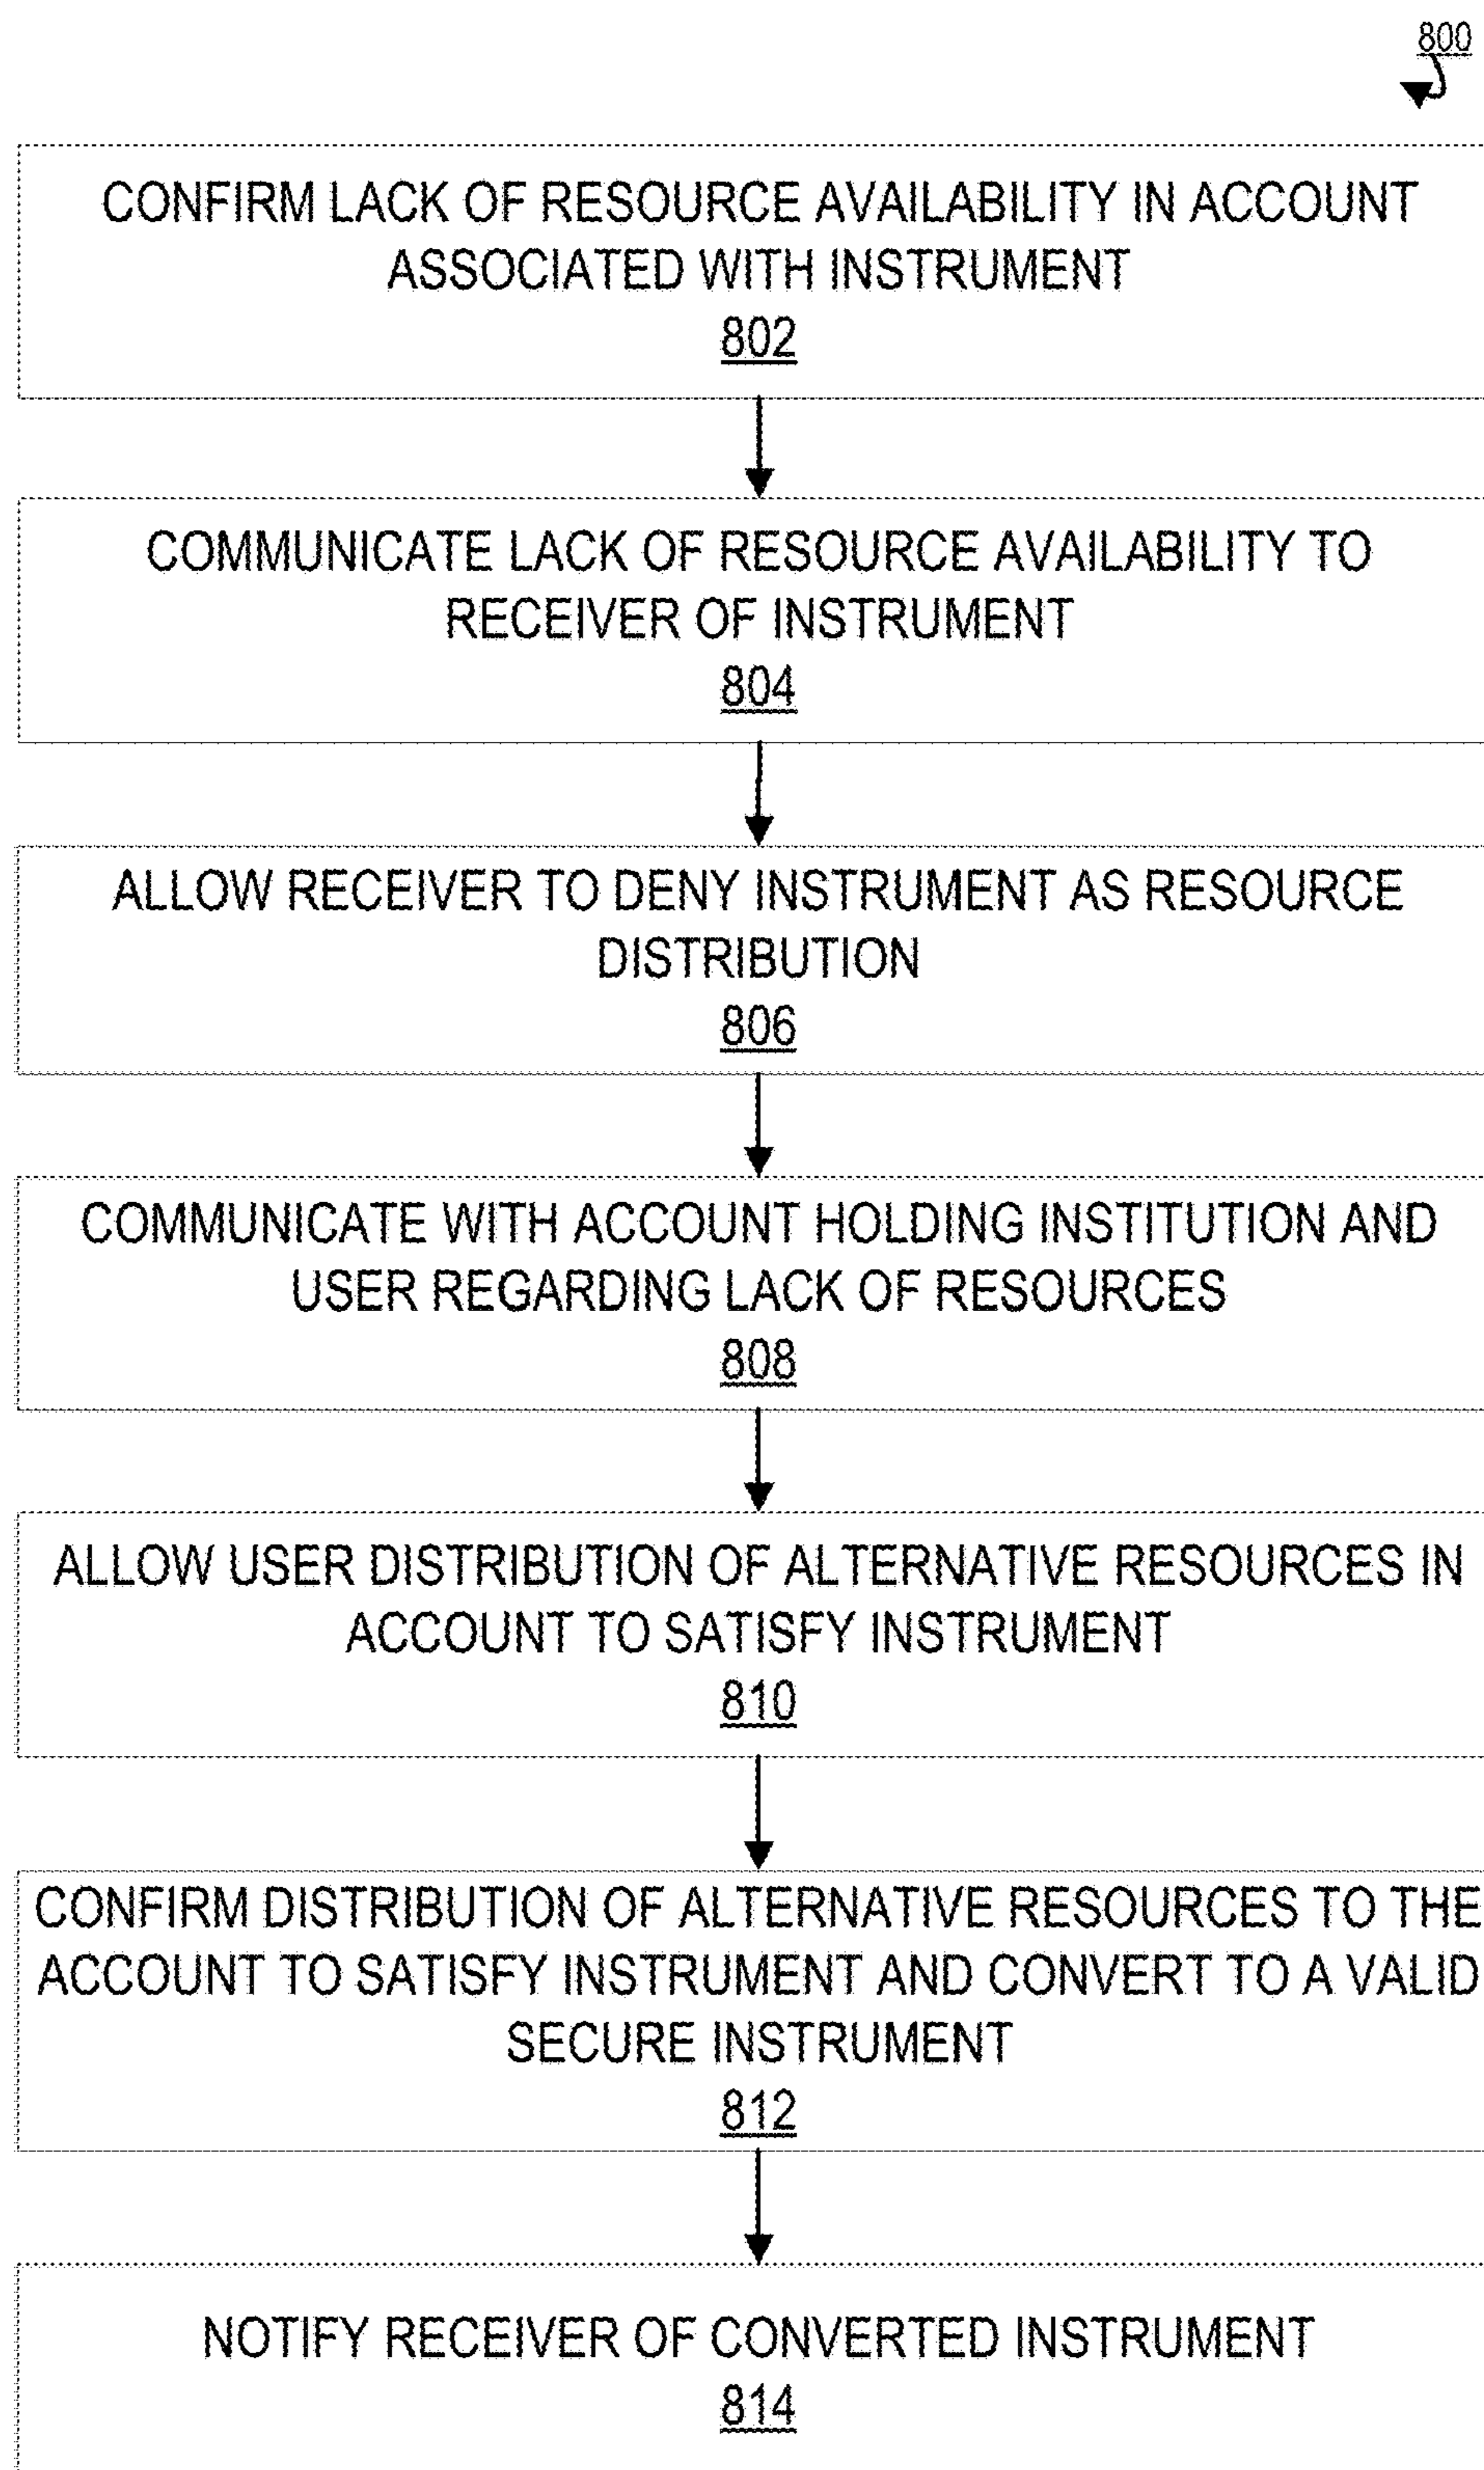 800
CONFIRM LACK OF RESOURCE AVAILABILITY IN ACCOUNT
ASSOCIATED WITH INSTRUMENT
802
COMMUNICATE LACK OF RESOURCE AVAILABILITY TO
RECEIVER OF INSTRUMENT
804
ALLOW RECEIVER TO DENY INSTRUMENT AS RESOURCE
DISTRIBUTION
806
COMMUNICATE WITH ACCOUNT HOLDING INSTITUTION AND
USER REGARDING LACK OF RESOURCES
808
ALLOW USER DISTRIBUTION OF ALTERNATIVE RESOURCES IN
ACCOUNT TO SATISFY INSTRUMENT
810
CONFIRM DISTRIBUTION OF ALTERNATIVE RESOURCES TO THE
ACCOUNT TO SATISFY INSTRUMENT AND CONVERT TO A VALID
SECURE INSTRUMENT
812
NOTIFY RECEIVER OF CONVERTED INSTRUMENT
814